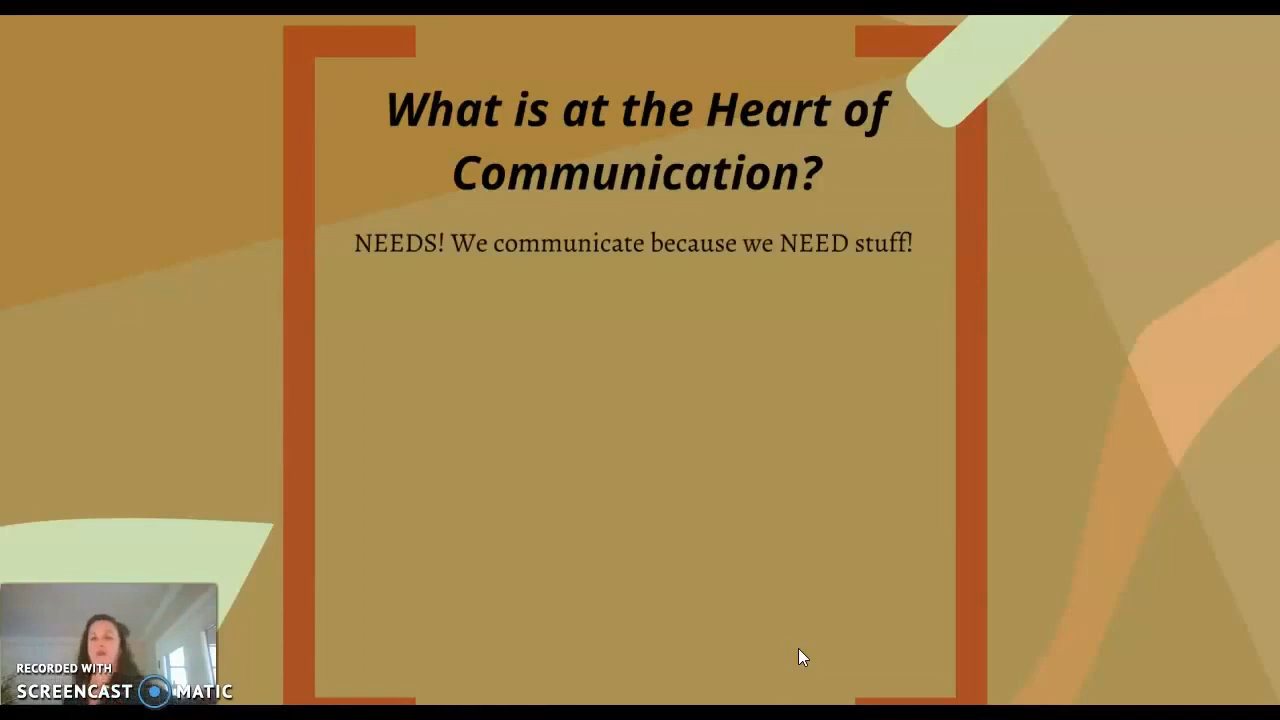 What is at the Heart of
Communication?
NEEDS! We communicate because we NEED stuff!
RECORDED WITH
SCREENCAST MATIC